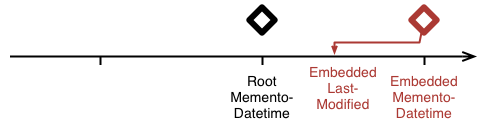 Root
Memento-
Datetime
Embedded
Last-
Modified
Embedded
Memento-
Datetime